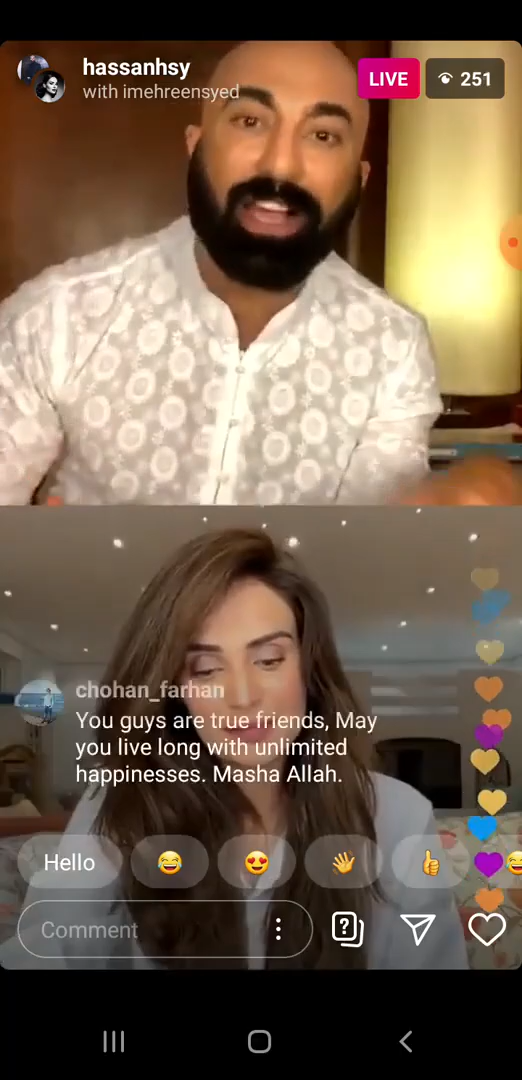 hassanhsy
with imehreensyed
LIVE
251
chohan_farhan
You guys are true friends, May
you live long with unlimited
happinesses. Masha Allah.
Hello
Comment